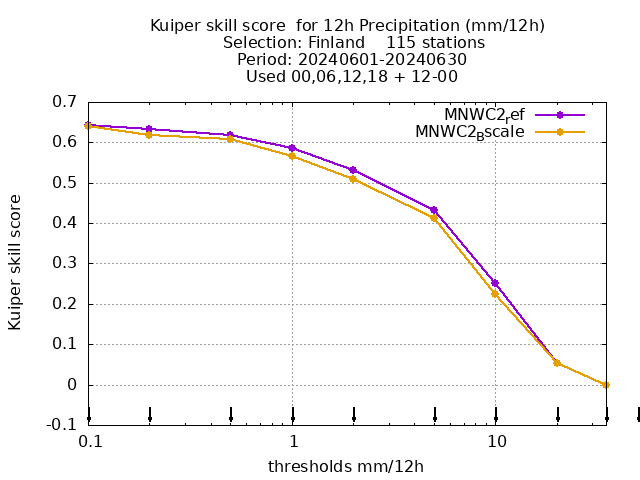 Kuiper skill score  for 12h Precipitation (mm/12h)
Selection: Finland    115 stations
Period: 20240601-20240630
Used 00,06,12,18 + 12-00
MNWC2_ref
MNWC2_Bscale
0.7
0.6
0.5
0.4
0.3
0.2
0.1
0
-0.1
Kuiper skill score
0.1 1 10
thresholds mm/12h